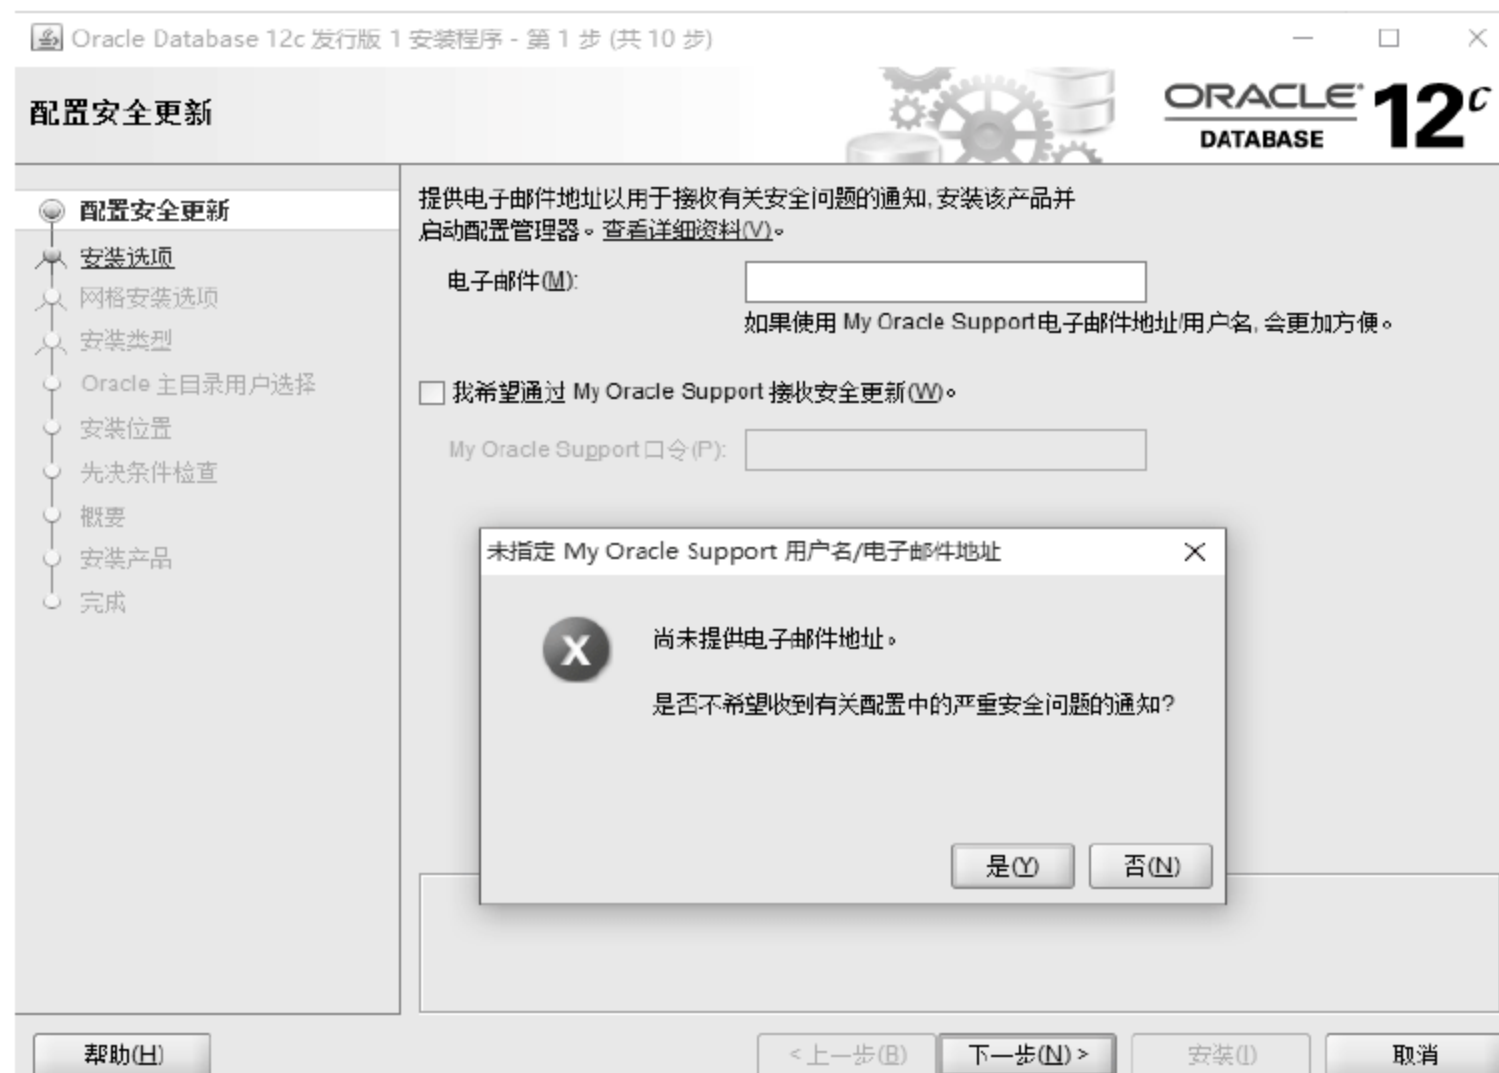 Oracle Database 12c 发行版 1 安装程序 - 第 1 步 (共 10 步)
配置安全更新
ORACLE
DATABASE
12c
配置安全更新
安装选项
网格安装选项
安装类型
Oracle 主目录用户选择
安装位置
先决条件检查
概要
安装产品
完成
提供电子邮件地址以用于接收有关安全问题的通知, 安装该产品并
启动配置管理器。查看详细资料(V)。
电子邮件(M):
如果使用 My Oracle Support 电子邮件地址/用户名, 会更加方便。
我希望通过 My Oracle Support 接收安全更新(W)。
My Oracle Support 口令(P):
未指定 My Oracle Support 用户名/电子邮件地址
尚未提供电子邮件地址。
是否不希望收到有关配置中的严重安全问题的通知?
是(Y)
否(N)
帮助(H)
< 上一步(B)
下一步(N) >
安装(I)
取消